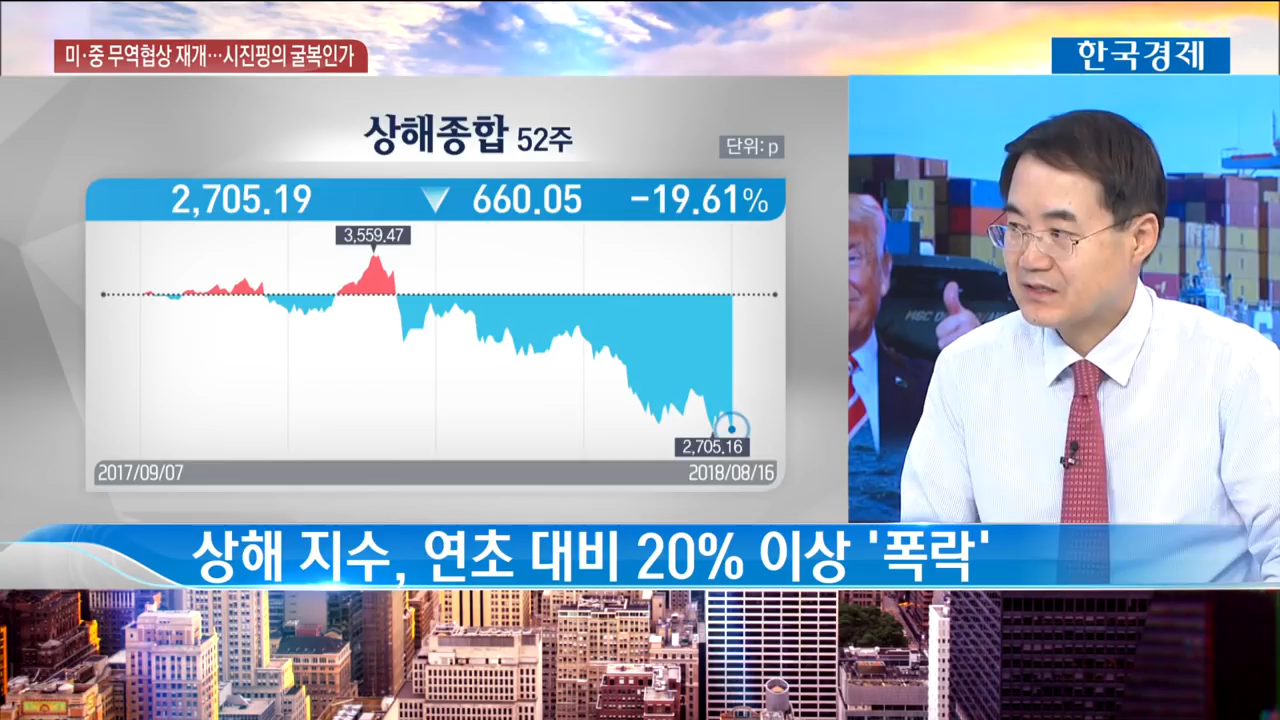 미·중 무역협상 재개…시진핑의 굴복인가
한국경제
상해종합 52주
단위: p
2,705.19 ▼ 660.05 -19.61%
3,559.47
2,705.16
2017/09/07
2018/08/16
상해 지수, 연초 대비 20% 이상 '폭락'